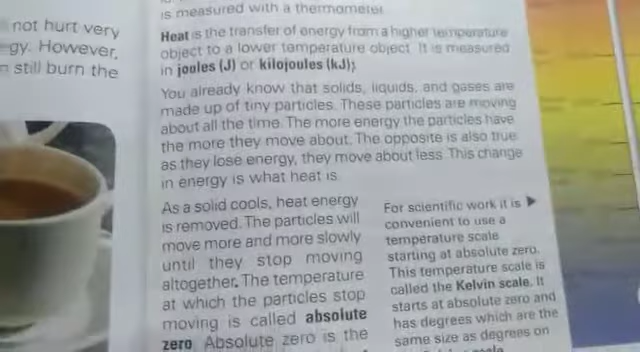 not hurt very
gy. However,
still burn the
is measured with a thermometer
Heat is the transfer of energy from a higher temperature
object to a lower temperature object. It is measured
in joules (J) or kilojoules (kJ).
You already know that solids, liquids, and gases are
made up of tiny particles. These particles are moving
about all the time. The more energy the particles have
the more they move about. The opposite is also true
as they lose energy, they move about less. This change
in energy is what heat is.
As a solid cools, heat energy
is removed. The particles will
move more and more slowly
until they stop moving
altogether. The temperature
at which the particles stop
moving is called absolute
zero. Absolute zero is the
For scientific work it is ▶
convenient to use a
temperature scale
starting at absolute zero.
This temperature scale is
called the Kelvin scale. It
starts at absolute zero and
has degrees which are the
same size as degrees on